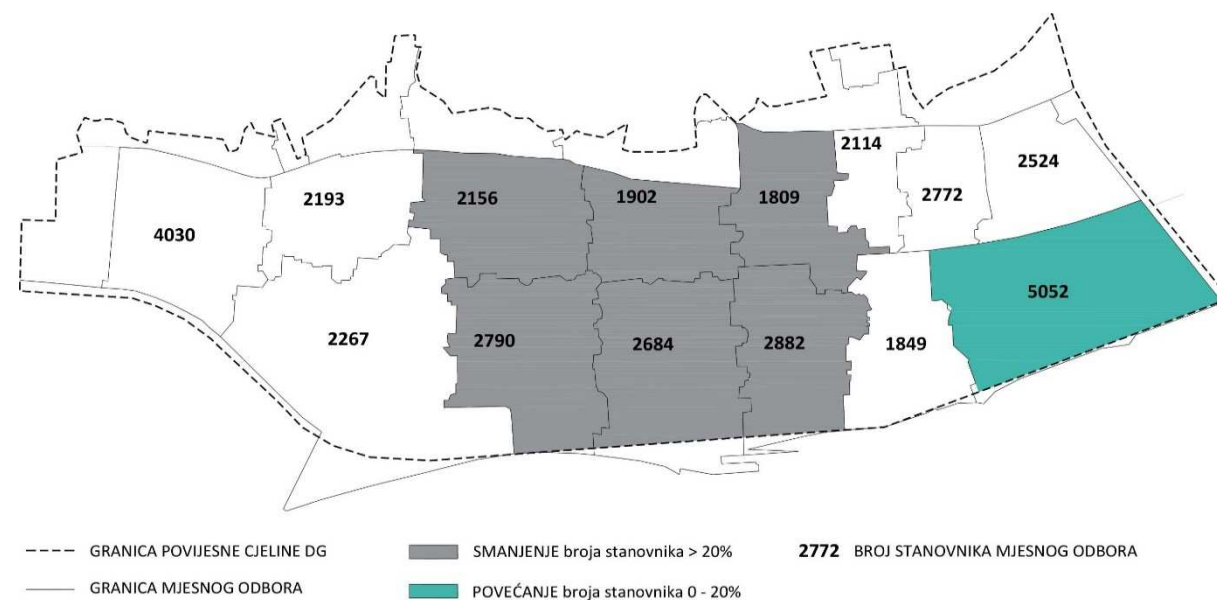 2114
2524
2193
2156
1902
1809
2772
4030
5052
2267
2790
2684
2882
1849
GRANICA POVIJESNE CJELINE DG
SMANJENJE broja stanovnika > 20%
2772 BROJ STANOVNIKA MJESNOG ODBORA
GRANICA MJESNOG ODBORA
POVEĆANJE broja stanovnika 0 - 20%